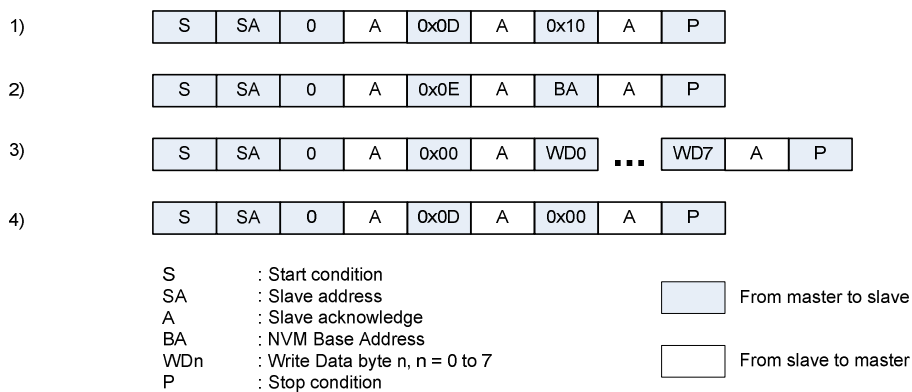 1) S SA 0 A 0x0D A 0x10 A P
2) S SA 0 A 0x0E A BA A P
3) S SA 0 A 0x00 A WD0 ... WD7 A P
4) S SA 0 A 0x0D A 0x00 A P
S : Start condition
SA : Slave address
A : Slave acknowledge
BA : NVM Base Address
WDn : Write Data byte n, n = 0 to 7
P : Stop condition
From master to slave
From slave to master